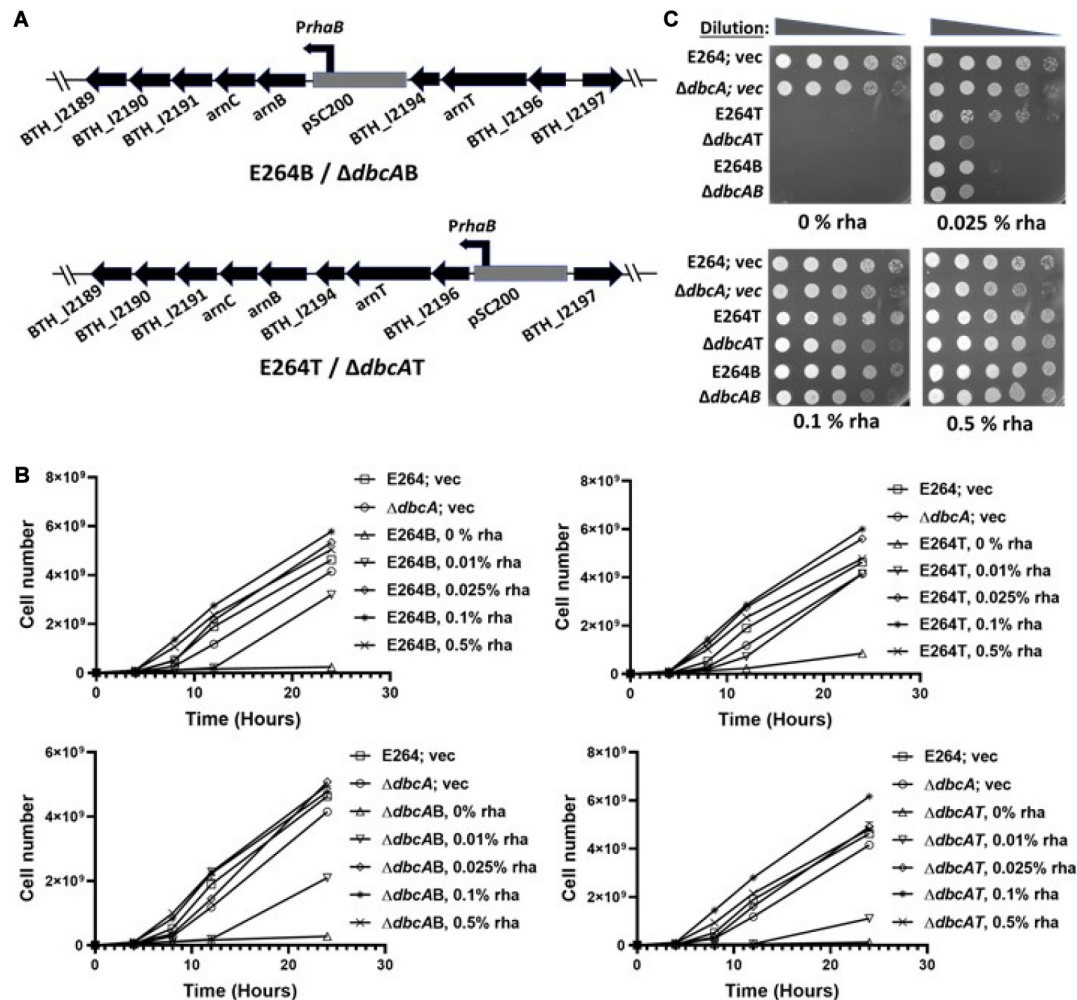 A
PrhaB
BTH_I2189
BTH_I2190
BTH_I2191
arnC
arnB
pSC200
BTH_I2194
arnT
BTH_I2196
BTH_I2197
E264B / ΔdbcAB
PrhaB
BTH_I2189
BTH_I2190
BTH_I2191
arnC
arnB
BTH_I2194
arnT
BTH_I2196
pSC200
BTH_I2197
E264T / ΔdbcAT
C
Dilution:
E264; vec
ΔdbcA; vec
E264T
ΔdbcAT
E264B
ΔdbcAB
0 % rha
0.025 % rha
E264; vec
ΔdbcA; vec
E264T
ΔdbcAT
E264B
ΔdbcAB
0.1 % rha
0.5 % rha
B
Cell number
8×10⁹
6×10⁹
4×10⁹
2×10⁹
0
0 10 20 30
Time (Hours)
E264; vec
ΔdbcA; vec
E264B, 0 % rha
E264B, 0.01% rha
E264B, 0.025% rha
E264B, 0.1% rha
E264B, 0.5% rha
Cell number
8×10⁹
6×10⁹
4×10⁹
2×10⁹
0
0 10 20 30
Time (Hours)
E264; vec
ΔdbcA; vec
E264T, 0 % rha
E264T, 0.01% rha
E264T, 0.025% rha
E264T, 0.1% rha
E264T, 0.5% rha
Cell number
6×10⁹
4×10⁹
2×10⁹
0
0 10 20 30
Time (Hours)
E264; vec
ΔdbcA; vec
ΔdbcAB, 0% rha
ΔdbcAB, 0.01% rha
ΔdbcAB, 0.025% rha
ΔdbcAB, 0.1% rha
ΔdbcAB, 0.5% rha
Cell number
8×10⁹
6×10⁹
4×10⁹
2×10⁹
0
0 10 20 30
Time (Hours)
E264; vec
ΔdbcA; vec
ΔdbcAT, 0% rha
ΔdbcAT, 0.01% rha
ΔdbcAT, 0.025% rha
ΔdbcAT, 0.1% rha
ΔdbcAT, 0.5% rha